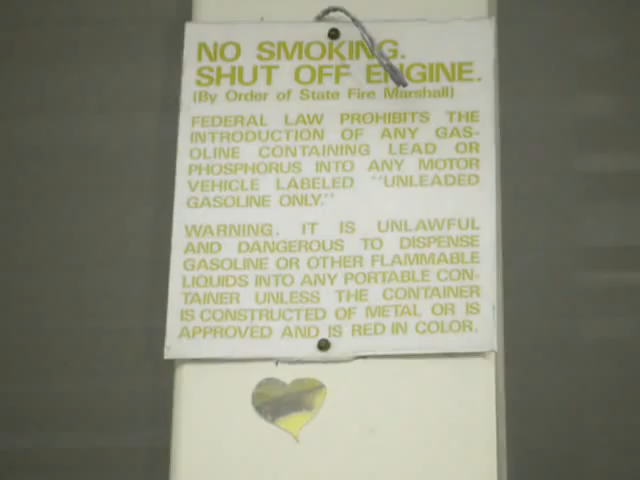 NO SMOKING.
SHUT OFF ENGINE.
(By Order of State Fire Marshall)
FEDERAL LAW PROHIBITS THE
INTRODUCTION OF ANY GAS-
OLINE CONTAINING LEAD OR
PHOSPHORUS INTO ANY MOTOR
VEHICLE LABELED "UNLEADED
GASOLINE ONLY."
WARNING. IT IS UNLAWFUL
AND DANGEROUS TO DISPENSE
GASOLINE OR OTHER FLAMMABLE
LIQUIDS INTO ANY PORTABLE CON-
TAINER UNLESS THE CONTAINER
IS CONSTRUCTED OF METAL OR IS
APPROVED AND IS RED IN COLOR.